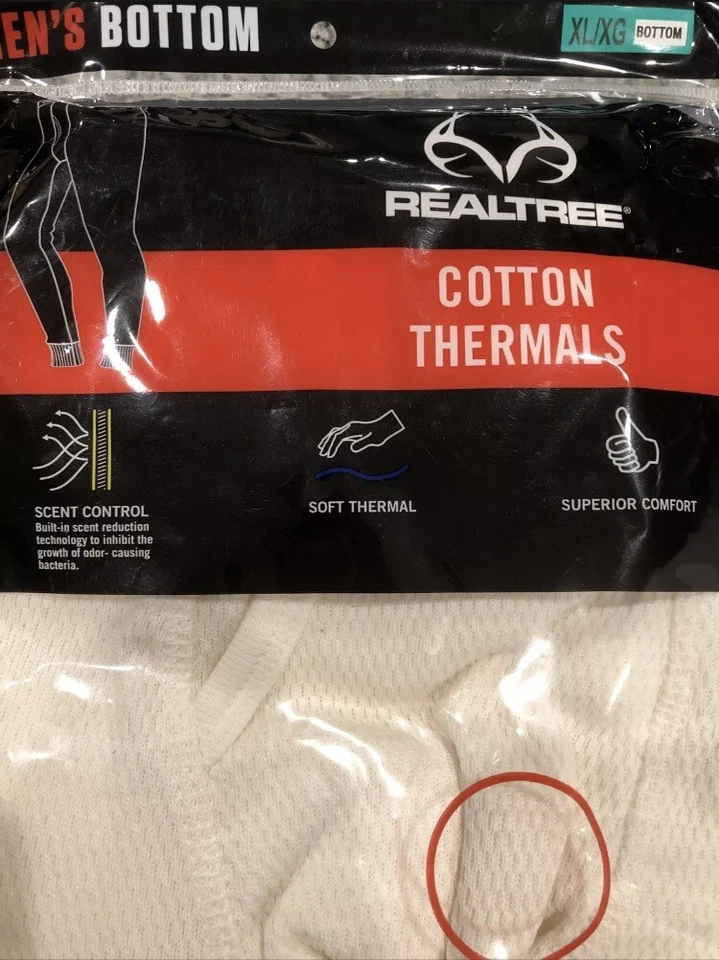 EN'S BOTTOM
XL/XG BOTTOM
REALTREE®
COTTON
THERMALS
SCENT CONTROL
Built-in scent reduction
technology to inhibit the
growth of odor- causing
bacteria.
SOFT THERMAL
SUPERIOR COMFORT